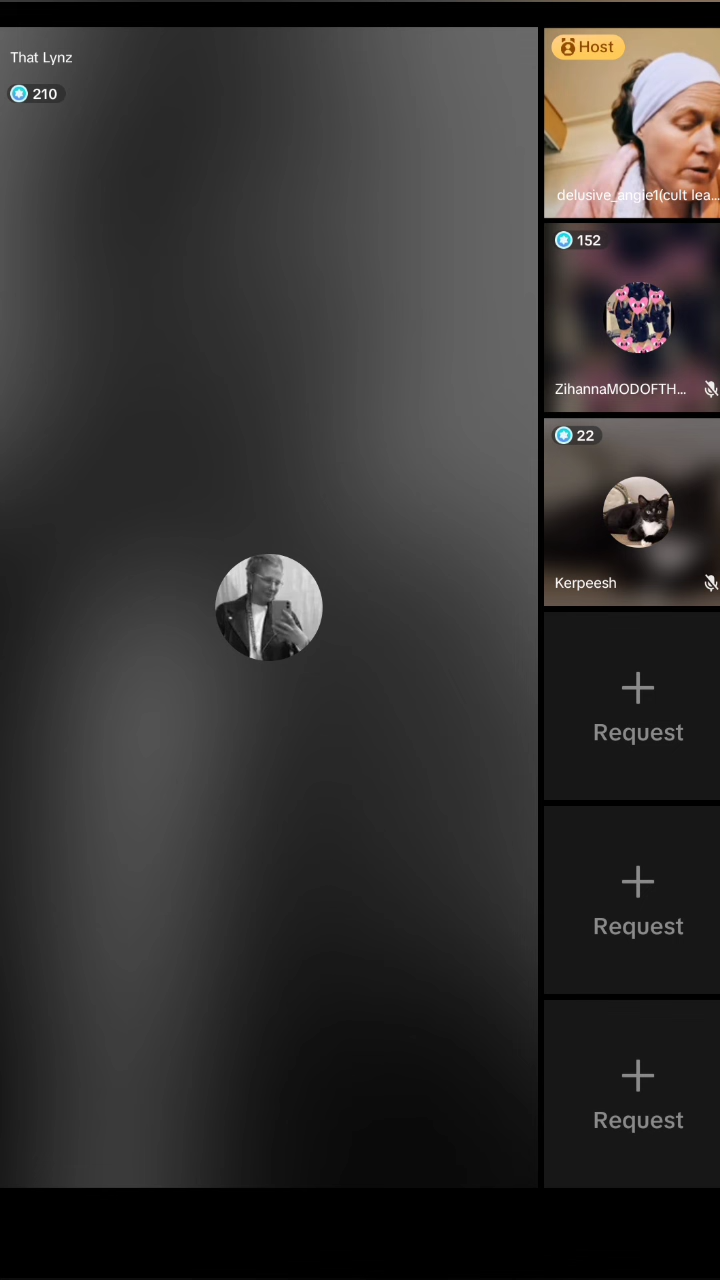 That Lynz
210
Host
delusive_angie1(cult lea...
152
ZihannaMODOFTH...
22
Kerpeesh
Request
Request
Request